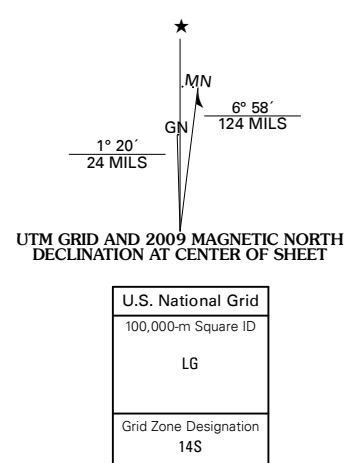 ★
MN
GN
6° 58´
124 MILS
1° 20´
24 MILS
UTM GRID AND 2009 MAGNETIC NORTH
DECLINATION AT CENTER OF SHEET
U.S. National Grid
100,000-m Square ID
LG
Grid Zone Designation
14S